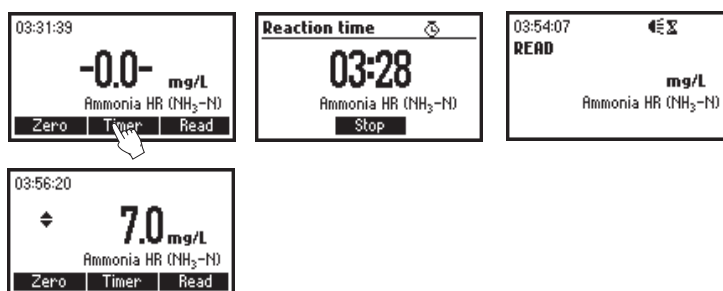 03:31:39
-0.0- mg/L
Ammonia HR (NH₃-N)
Zero Timer Read
Reaction time
03:28
Ammonia HR (NH₃-N)
Stop
03:54:07
READ
mg/L
Ammonia HR (NH₃-N)
03:56:20
7.0 mg/L
Ammonia HR (NH₃-N)
Zero Timer Read